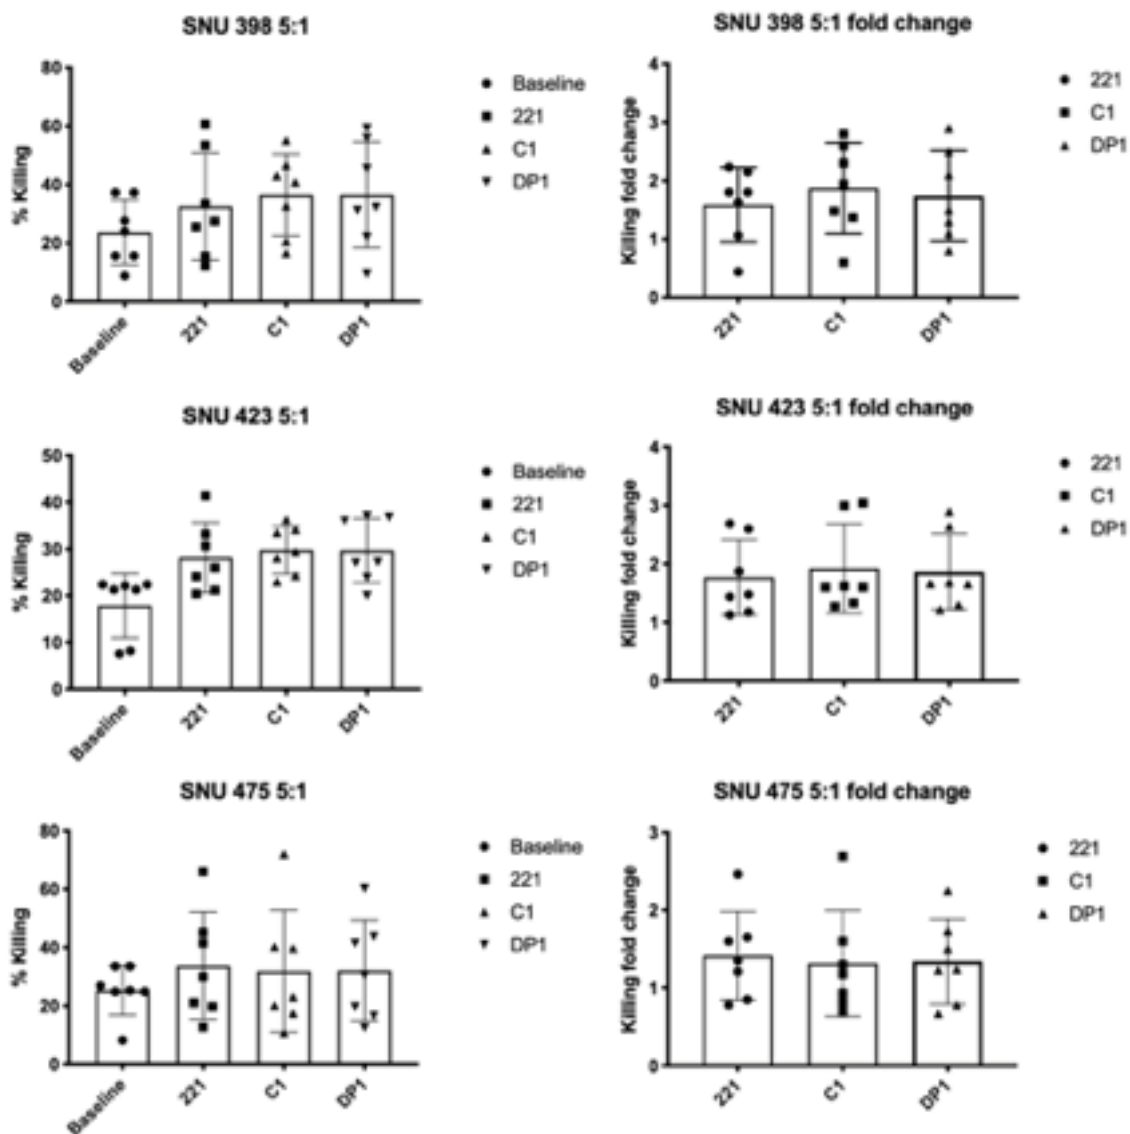 SNU 398 5:1
% Killing
80
60
40
20
0
Baseline
221
C1
DP1
Baseline
221
C1
DP1
SNU 398 5:1 fold change
Killing fold change
4
3
2
1
0
221
C1
DP1
221
C1
DP1
SNU 423 5:1
% Killing
50
40
30
20
10
0
Baseline
221
C1
DP1
Baseline
221
C1
DP1
SNU 423 5:1 fold change
Killing fold change
4
3
2
1
0
221
C1
DP1
221
C1
DP1
SNU 475 5:1
% Killing
80
60
40
20
0
Baseline
221
C1
DP1
Baseline
221
C1
DP1
SNU 475 5:1 fold change
Killing fold change
3
2
1
0
221
C1
DP1
221
C1
DP1